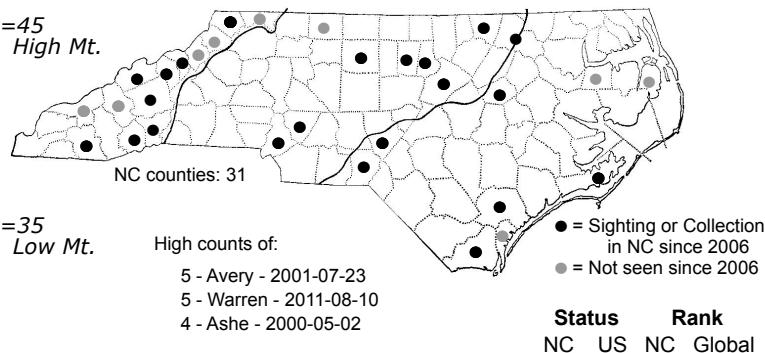 =45
High Mt.
NC counties: 31
=35
Low Mt.
High counts of:
5 - Avery - 2001-07-23
5 - Warren - 2011-08-10
4 - Ashe - 2000-05-02
= Sighting or Collection
in NC since 2006
= Not seen since 2006
Status Rank
NC US NC Global